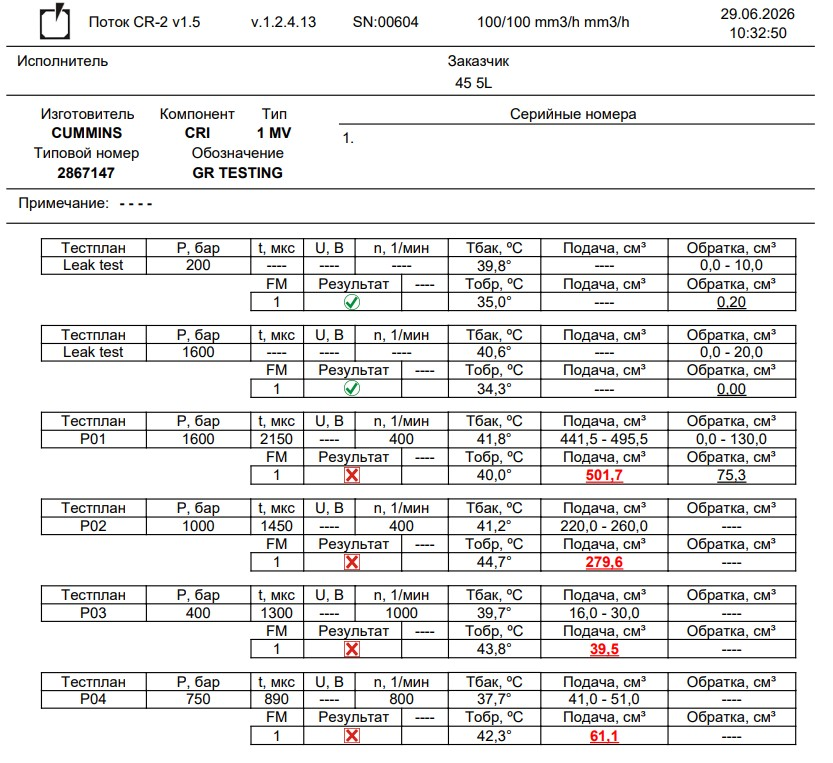 Поток CR-2 v1.5 v.1.2.4.13 SN:00604 100/100 mm3/h mm3/h 29.06.2026
10:32:50
Исполнитель Заказчик
45 5L
Изготовитель Компонент Тип Серийные номера
CUMMINS CRI 1 MV 1.
Типовой номер Обозначение
2867147 GR TESTING
Примечание: - - - -
Тестплан P, бар t, мкс U, В n, 1/мин Тбак, ºC Подача, см³ Обратка, см³
Leak test 200 ---- ---- ---- 39,8° ---- 0,0 - 10,0
FM Результат ---- Тобр, ºC Подача, см³ Обратка, см³
1 35,0° ---- 0,20
Тестплан P, бар t, мкс U, В n, 1/мин Тбак, ºC Подача, см³ Обратка, см³
Leak test 1600 ---- ---- ---- 40,6° ---- 0,0 - 20,0
FM Результат ---- Тобр, ºC Подача, см³ Обратка, см³
1 34,3° ---- 0,00
Тестплан P, бар t, мкс U, В n, 1/мин Тбак, ºC Подача, см³ Обратка, см³
P01 1600 2150 ---- 400 41,8° 441,5 - 495,5 0,0 - 130,0
FM Результат ---- Тобр, ºC Подача, см³ Обратка, см³
1 40,0° 501,7 75,3
Тестплан P, бар t, мкс U, В n, 1/мин Тбак, ºC Подача, см³ Обратка, см³
P02 1000 1450 ---- 400 41,2° 220,0 - 260,0 ----
FM Результат ---- Тобр, ºC Подача, см³ Обратка, см³
1 44,7° 279,6 ----
Тестплан P, бар t, мкс U, В n, 1/мин Тбак, ºC Подача, см³ Обратка, см³
P03 400 1300 ---- 1000 39,7° 16,0 - 30,0 ----
FM Результат ---- Тобр, ºC Подача, см³ Обратка, см³
1 43,8° 39,5 ----
Тестплан P, бар t, мкс U, В n, 1/мин Тбак, ºC Подача, см³ Обратка, см³
P04 750 890 ---- 800 37,7° 41,0 - 51,0 ----
FM Результат ---- Тобр, ºC Подача, см³ Обратка, см³
1 42,3° 61,1 ----